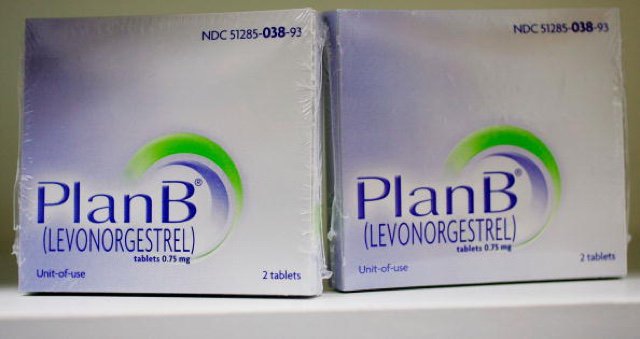 NDC 51285-038-93
PlanB®
(LEVONORGESTREL)
tablets 0.75 mg
Unit-of-use
2 tablets
NDC 51285-038-93
PlanB®
(LEVONORGESTREL)
tablets 0.75 mg
Unit-of-use
2 tablets